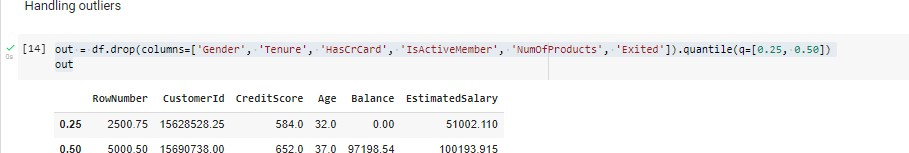 Handling outliers
[14] out = df.drop(columns=['Gender', 'Tenure', 'HasCrCard', 'IsActiveMember', 'NumOfProducts', 'Exited']).quantile(q=[0.25, 0.50])
0s
out
RowNumber CustomerId CreditScore Age Balance EstimatedSalary
0.25 2500.75 15628528.25 584.0 32.0 0.00 51002.110
0.50 5000.50 15690738.00 652.0 37.0 97198.54 100193.915